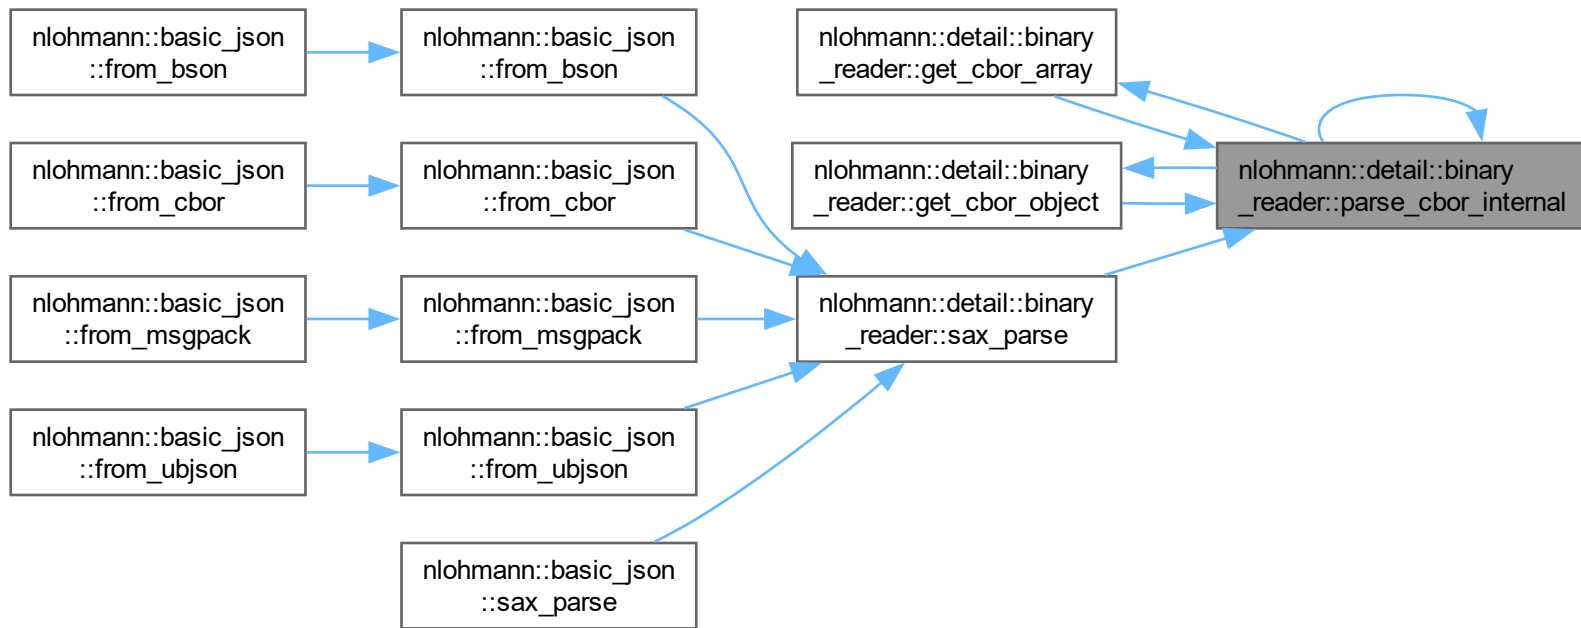 nlohmann::basic_json
::from_bson
nlohmann::basic_json
::from_bson
nlohmann::detail::binary
_reader::get_cbor_array
nlohmann::basic_json
::from_cbor
nlohmann::basic_json
::from_cbor
nlohmann::detail::binary
_reader::get_cbor_object
nlohmann::detail::binary
_reader::parse_cbor_internal
nlohmann::basic_json
::from_msgpack
nlohmann::basic_json
::from_msgpack
nlohmann::detail::binary
_reader::sax_parse
nlohmann::basic_json
::from_ubjson
nlohmann::basic_json
::from_ubjson
nlohmann::basic_json
::sax_parse